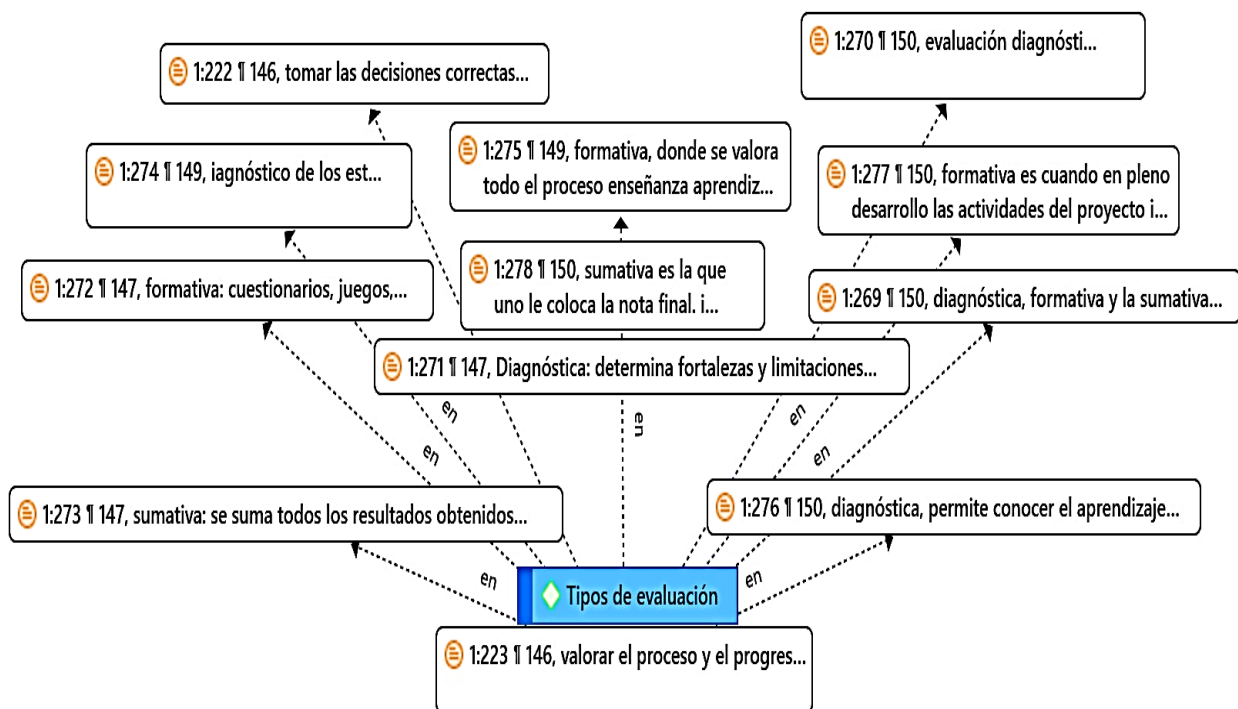 1:270 ¶ 150, evaluación diagnósti...
1:222 ¶ 146, tomar las decisiones correctas...
1:275 ¶ 149, formativa, donde se valora
todo el proceso enseñanza aprendiz...
1:274 ¶ 149, iagnóstico de los est...
1:277 ¶ 150, formativa es cuando en pleno
desarrollo las actividades del proyecto i...
1:278 ¶ 150, sumativa es la que
uno le coloca la nota final. i...
1:272 ¶ 147, formativa: cuestionarios, juegos,...
1:269 ¶ 150, diagnóstica, formativa y la sumativa...
1:271 ¶ 147, Diagnóstica: determina fortalezas y limitaciones...
en
en
en
en
en
1:273 ¶ 147, sumativa: se suma todos los resultados obtenidos...
1:276 ¶ 150, diagnóstica, permite conocer el aprendizaje...
en
en
Tipos de evaluación
1:223 ¶ 146, valorar el proceso y el progres...